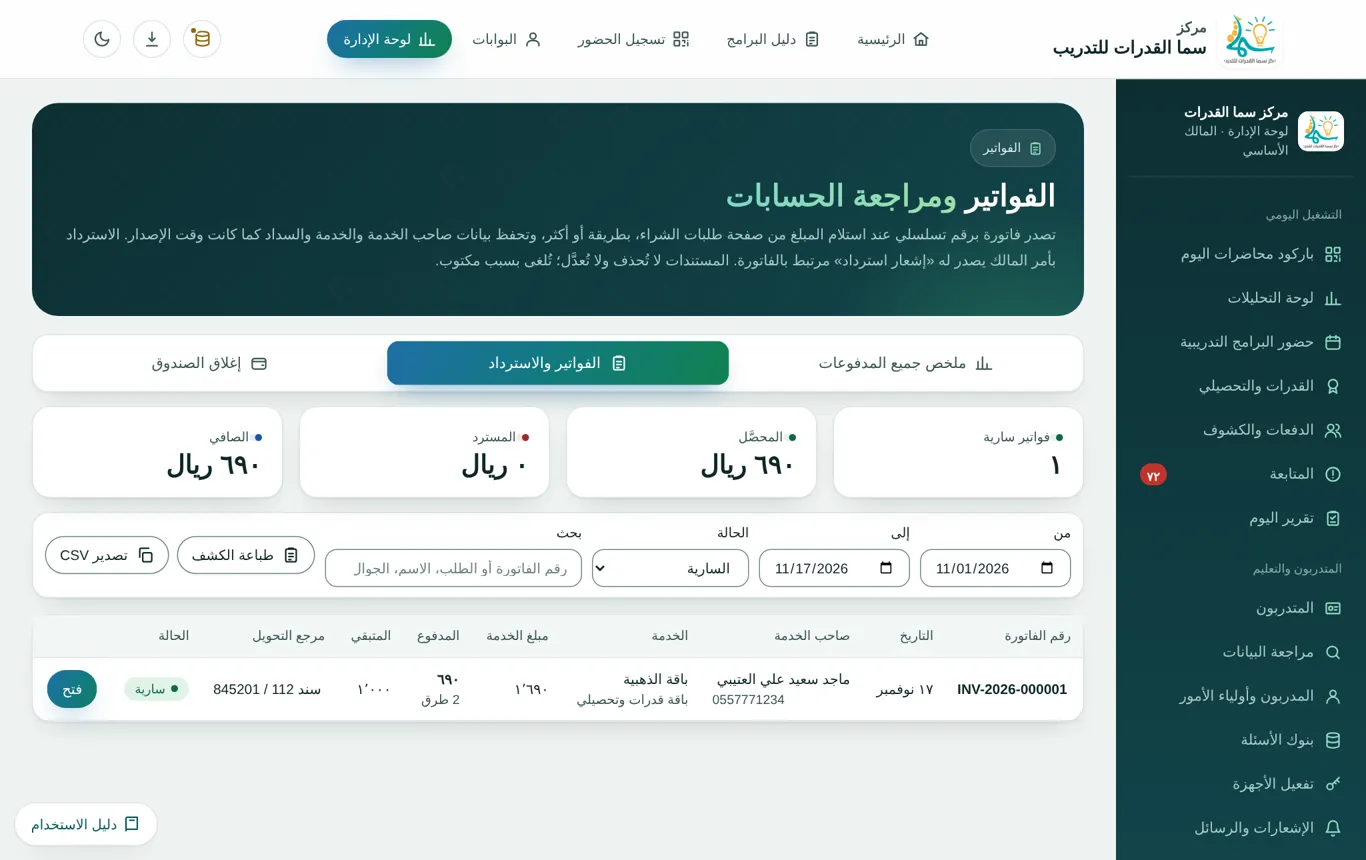 مركز
سما القدرات للتدريب
الرئيسية
دليل البرامج
تسجيل الحضور
البوابات
لوحة الإدارة
مركز سما القدرات
لوحة الإدارة · المالك
الأساسي
التشغيل اليومي
باركود محاضرات اليوم
لوحة التحليلات
حضور البرامج التدريبية
القدرات والتحصيلي
الدفعات والكشوف
المتابعة
٧٢
تقرير اليوم
المتدربون والتعليم
المتدربون
مراجعة البيانات
المدربون وأولياء الأمور
بنوك الأسئلة
تفعيل الأجهزة
الإشعارات والرسائل
الفواتير
الفواتير ومراجعة الحسابات
تصدر فاتورة برقم تسلسلي عند استلام المبلغ من صفحة طلبات الشراء، بطريقة أو أكثر، وتحفظ بيانات صاحب الخدمة والخدمة والسداد كما كانت وقت الإصدار. الاسترداد
بأمر المالك يصدر له «إشعار استرداد» مرتبط بالفاتورة. المستندات لا تُحذف ولا تُعدَّل؛ تُلغى بسبب مكتوب.
ملخص جميع المدفوعات
الفواتير والاسترداد
إغلاق الصندوق
فواتير سارية
١
المحصَّل
٦٩٠ ريال
المسترد
٠ ريال
الصافي
٦٩٠ ريال
من
11/01/2026
إلى
11/17/2026
الحالة
السارية
بحث
رقم الفاتورة أو الطلب، الاسم، الجوال
طباعة الكشف
تصدير CSV
رقم الفاتورة
التاريخ
صاحب الخدمة
الخدمة
مبلغ الخدمة
المدفوع
المتبقي
مرجع التحويل
الحالة
INV-2026-000001
١٧ نوفمبر
ماجد سعيد علي العتيبي
0557771234
باقة الذهبية
باقة قدرات وتحصيلي
١٬٦٩٠
٦٩٠
2 طرق
١٬٠٠٠
سند 112 / 845201
سارية
فتح
دليل الاستخدام